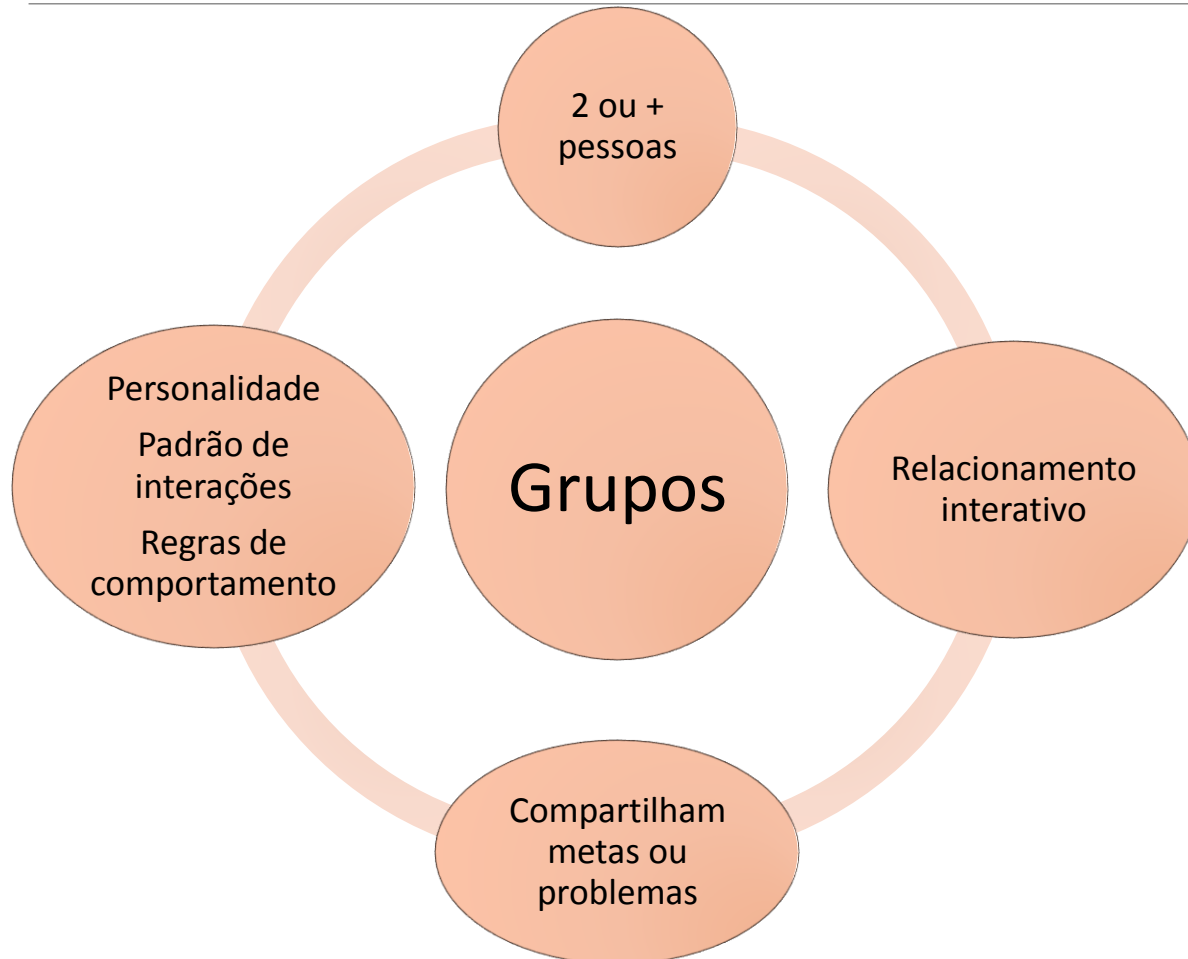 2 ou +
pessoas
Personalidade
Padrão de
interações
Regras de
comportamento
Grupos
Relacionamento
interativo
Compartilham
metas ou
problemas